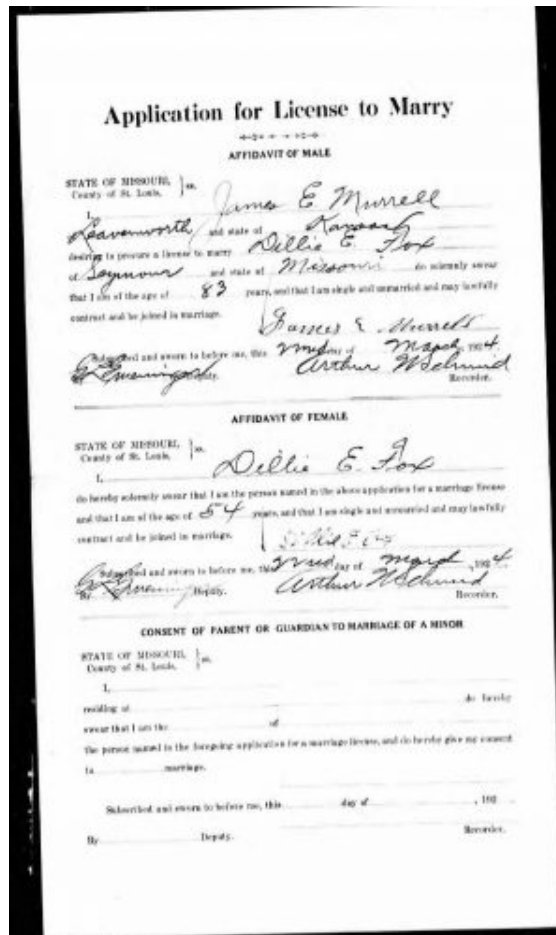 Application for License to Marry
AFFIDAVIT OF MALE
STATE OF MISSOURI, } ss.
County of St. Louis,
I, James E Murrell
Leavenworth and state of Kansas
desiring to procure a license to marry Dillie E. Fox
of Seymour and state of Missouri do solemnly swear
that I am of the age of 83 years, and that I am single and unmarried and may lawfully
contract and be joined in marriage.
James E. Murrell
Subscribed and sworn to before me, this 22nd day of March, 1924
Deputy. Arthur W Schmid
Recorder.
AFFIDAVIT OF FEMALE
STATE OF MISSOURI, } ss.
County of St. Louis,
I, Dillie E. Fox
do hereby solemnly swear that I am the person named in the above application for a marriage license
and that I am of the age of 54 years, and that I am single and unmarried and may lawfully
contract and be joined in marriage.
Subscribed and sworn to before me, this 22nd day of March, 1924
By Deputy. Arthur W Schmid
Recorder.
CONSENT OF PARENT OR GUARDIAN TO MARRIAGE OF A MINOR
STATE OF MISSOURI, } ss.
County of St. Louis,
I,
residing at do hereby
swear that I am the of
the person named in the foregoing application for a marriage license, and do hereby give my consent
to marriage.
Subscribed and sworn to before me, this day of , 192
By Deputy. Recorder.